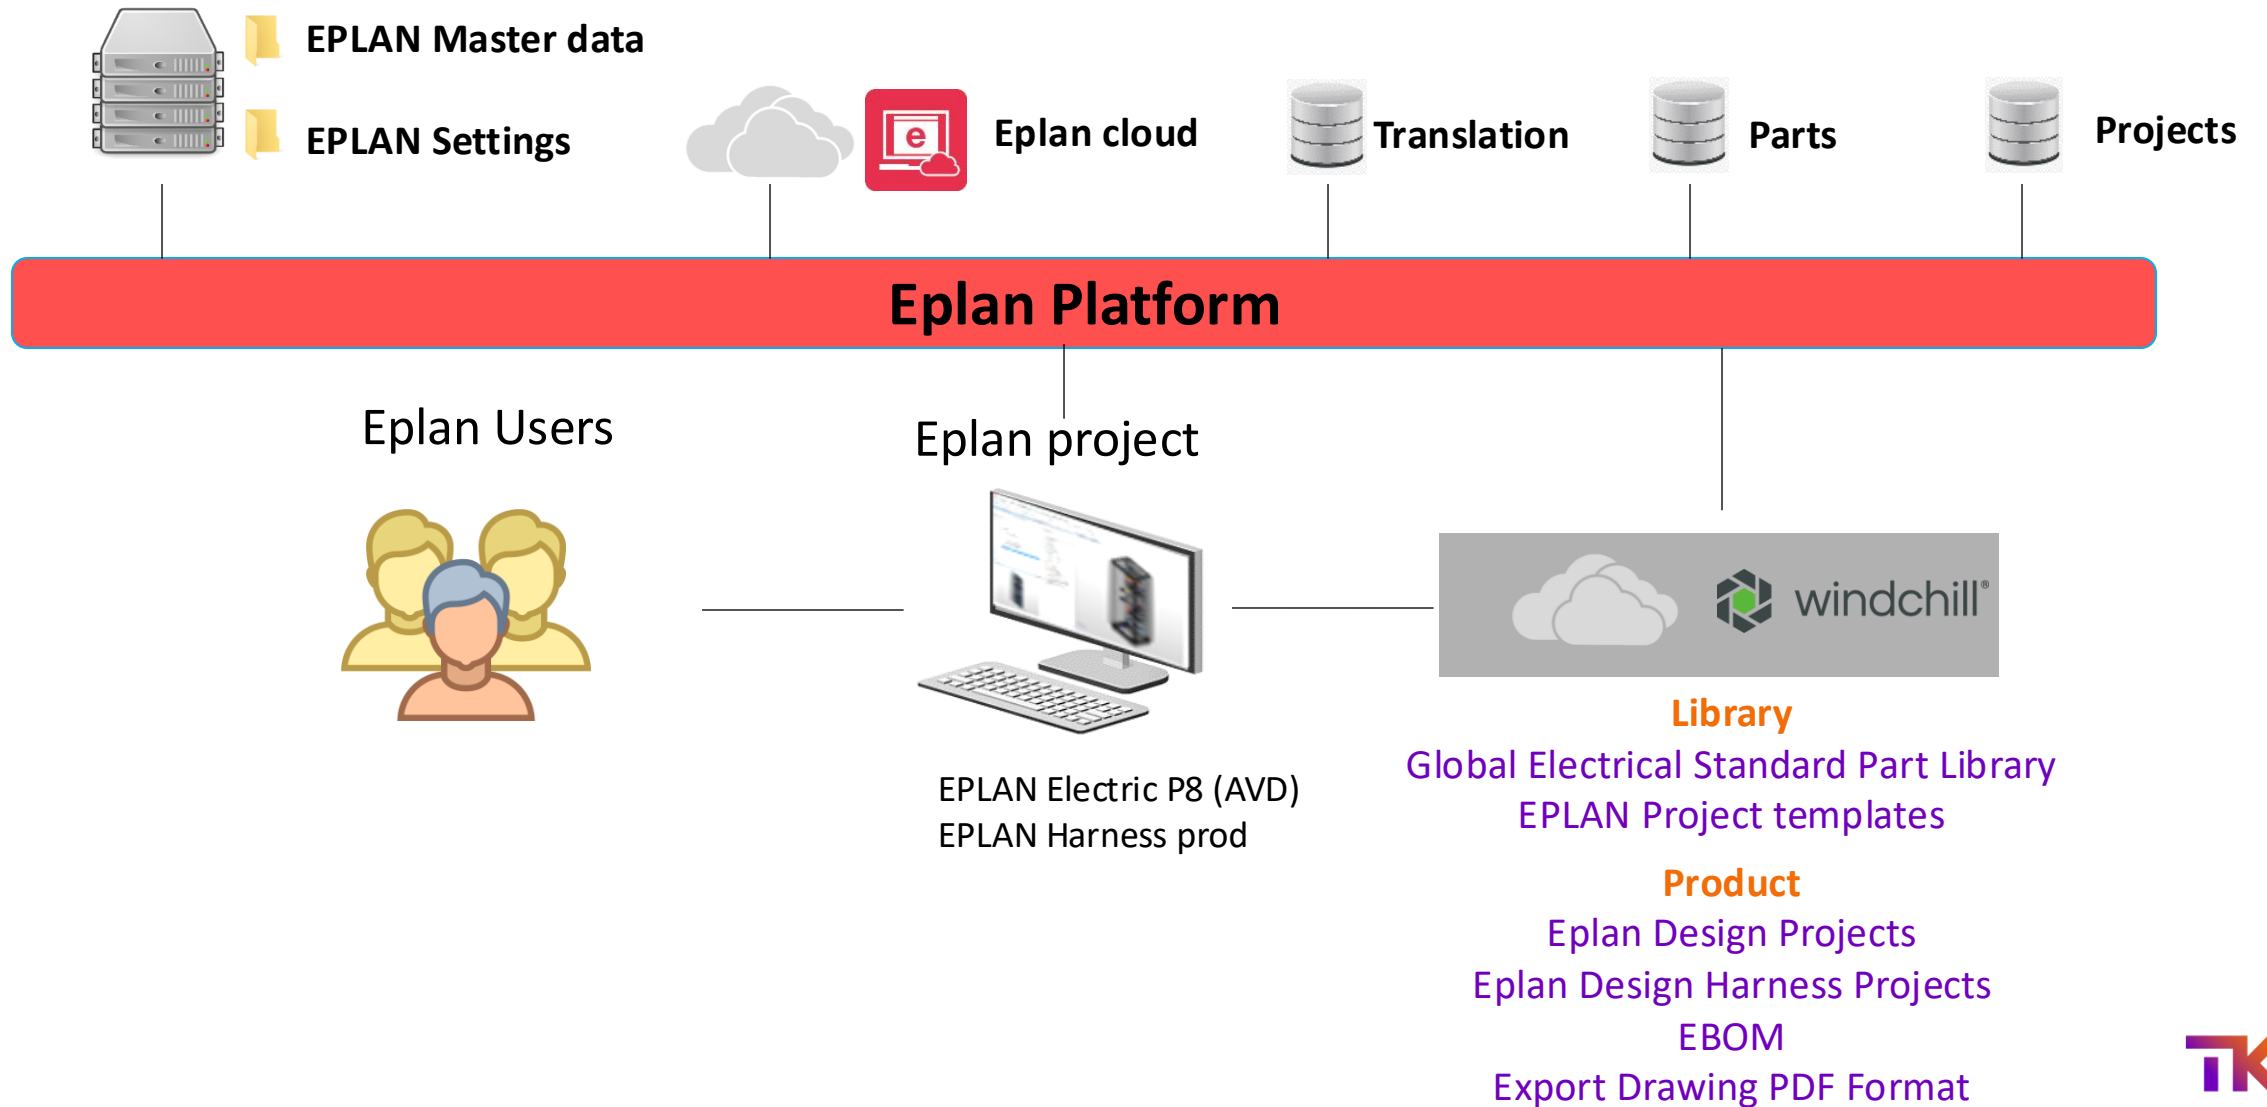 EPLAN Master data
EPLAN Settings
e
Eplan cloud
Translation
Parts
Projects
Eplan Platform
Eplan Users
Eplan project
windchill®
EPLAN Electric P8 (AVD)
EPLAN Harness prod
Library
Global Electrical Standard Part Library
EPLAN Project templates
Product
Eplan Design Projects
Eplan Design Harness Projects
EBOM
Export Drawing PDF Format
TK